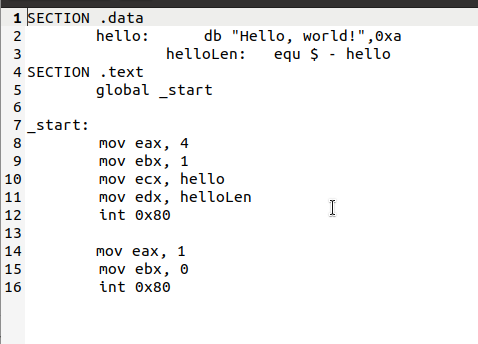 1 SECTION .data
2         hello:      db "Hello, world!",0xa
3                 helloLen:   equ $ - hello
4 SECTION .text
5         global _start
6
7 _start:
8         mov eax, 4
9         mov ebx, 1
10         mov ecx, hello
11         mov edx, helloLen
12         int 0x80
13
14         mov eax, 1
15         mov ebx, 0
16         int 0x80